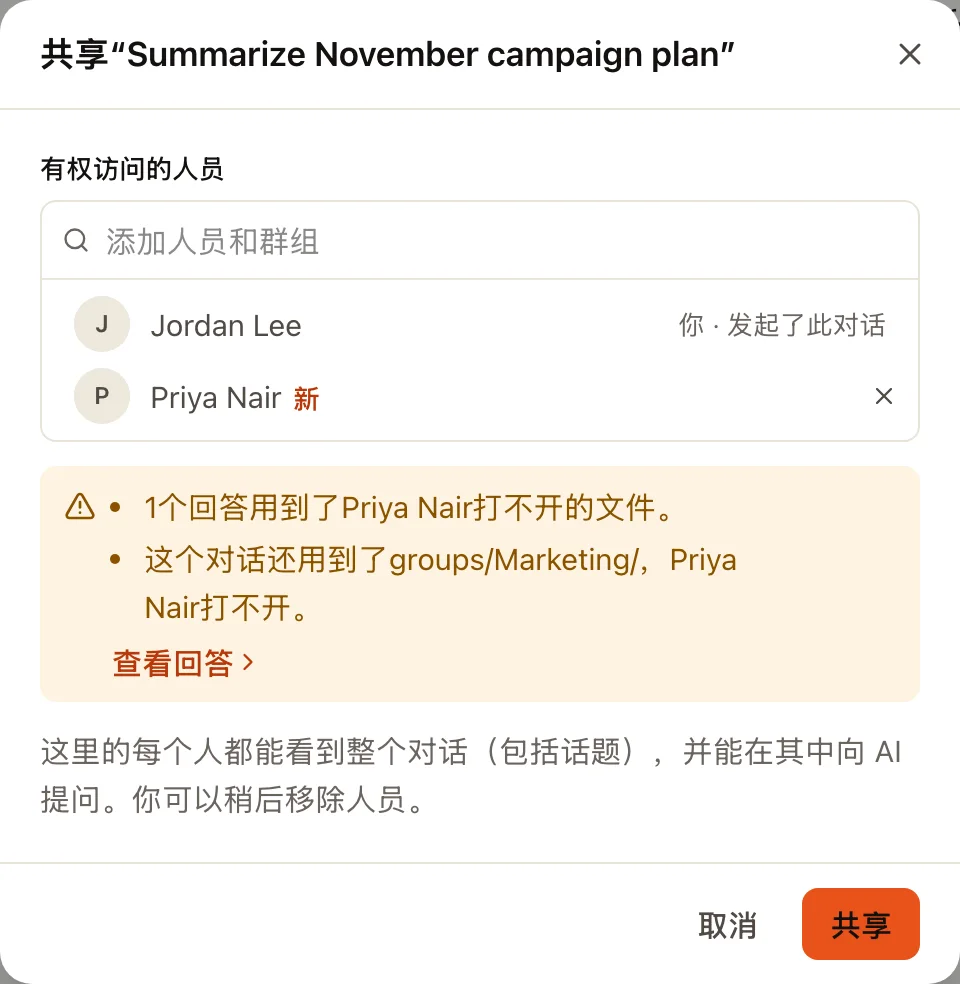 共享“Summarize November campaign plan”
有权访问的人员
添加人员和群组
J Jordan Lee 你 · 发起了此对话
P Priya Nair 新
1个回答用到了Priya Nair打不开的文件。
这个对话还用到了groups/Marketing/，Priya
Nair打不开。
查看回答
这里的每个人都能看到整个对话（包括话题），并能在其中向 AI
提问。你可以稍后移除人员。
取消 共享